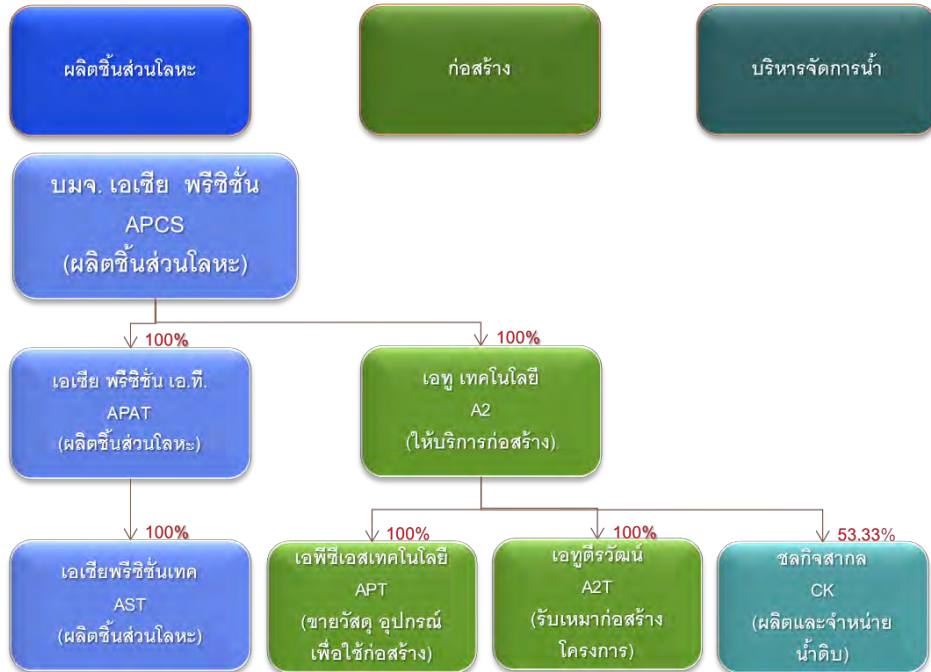 ผลิตชิ้นส่วนโลหะ
ก่อสร้าง
บริหารจัดการน้ำ
บมจ. เอเซีย พรีซิชั่น
APCS
(ผลิตชิ้นส่วนโลหะ)
100%
100%
เอเซีย พรีซิชั่น เอ.ที.
APAT
(ผลิตชิ้นส่วนโลหะ)
เอทู เทคโนโลยี
A2
(ให้บริการก่อสร้าง)
100%
100%
100%
53.33%
เอเซียพรีซิชั่นเทค
AST
(ผลิตชิ้นส่วนโลหะ)
เอพีซีเอสเทคโนโลยี
APT
(ขายวัสดุ อุปกรณ์
เพื่อใช้ก่อสร้าง)
เอทูตีรวัฒน์
A2T
(รับเหมาก่อสร้าง
โครงการ)
ชลกิจสากล
CK
(ผลิตและจำหน่าย
น้ำดิบ)